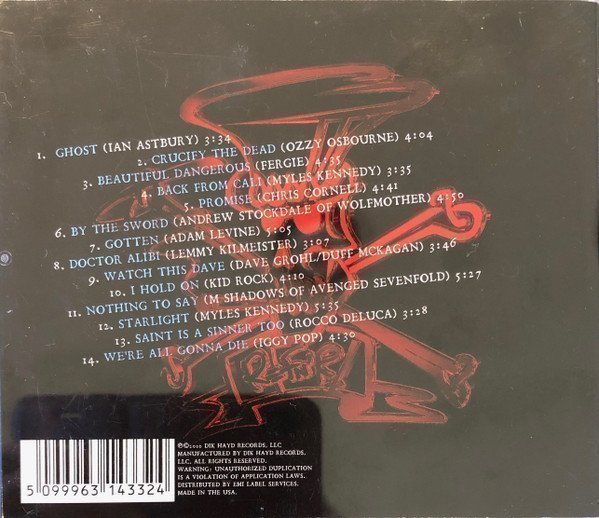 1. GHOST (IAN ASTBURY) 3:34
2. CRUCIFY THE DEAD (OZZY OSBOURNE) 4:04
3. BEAUTIFUL DANGEROUS (FERGIE) 4:35
4. BACK FROM CALI (MYLES KENNEDY) 3:35
5. PROMISE (CHRIS CORNELL) 4:41
6. BY THE SWORD (ANDREW STOCKDALE OF WOLFMOTHER) 4:50
7. GOTTEN (ADAM LEVINE) 5:05
8. DOCTOR ALIBI (LEMMY KILMEISTER) 3:07
9. WATCH THIS DAVE (DAVE GROHL/DUFF MCKAGAN) 3:46
10. I HOLD ON (KID ROCK) 4:10
11. NOTHING TO SAY (M SHADOWS OF AVENGED SEVENFOLD) 5:27
12. STARLIGHT (MYLES KENNEDY) 5:35
13. SAINT IS A SINNER TOO (ROCCO DELUCA) 3:28
14. WE'RE ALL GONNA DIE (IGGY POP) 4:30
℗©2010 DIK HAYD RECORDS, LLC
MANUFACTURED BY DIK HAYD RECORDS,
LLC. ALL RIGHTS RESERVED.
WARNING: UNAUTHORIZED DUPLICATION
IS A VIOLATION OF APPLICATION LAWS.
DISTRIBUTED BY EMI LABEL SERVICES.
MADE IN THE USA.
5 099963 143324